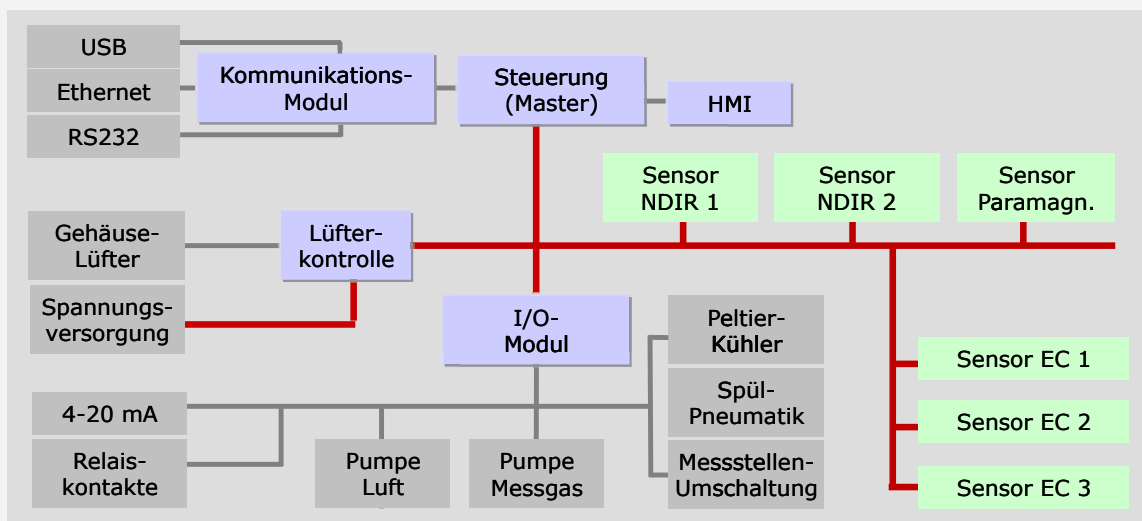 USB
Ethernet
RS232
Kommunikations-
Modul
Steuerung
(Master)
HMI
Sensor
NDIR 1
Sensor
NDIR 2
Sensor
Paramagn.
Gehäuse-
Lüfter
Lüfter-
kontrolle
Spannungs-
versorgung
I/O-
Modul
Peltier-
Kühler
Spül-
Pneumatik
Messstellen-
Umschaltung
Sensor EC 1
Sensor EC 2
Sensor EC 3
4-20 mA
Relais-
kontakte
Pumpe
Luft
Pumpe
Messgas